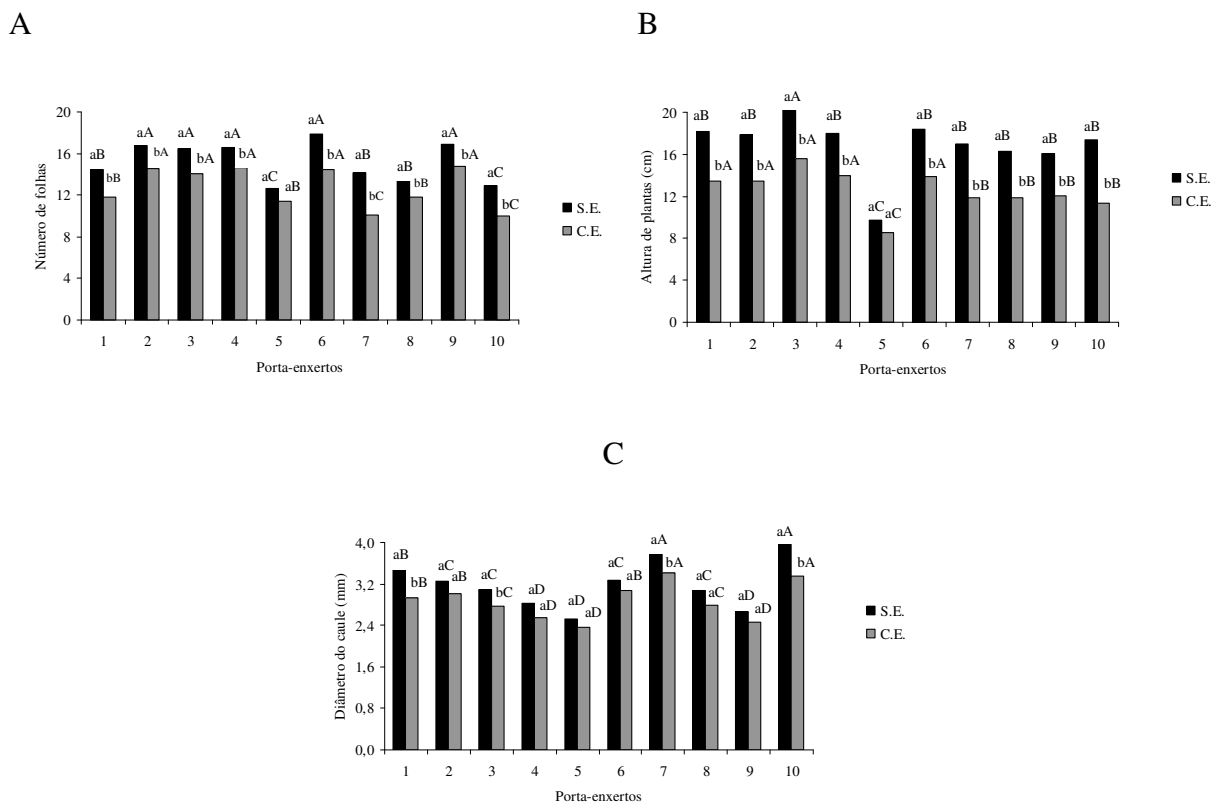 A
B
Número de folhas
20
16
12
8
4
0
aB
bB
aA
bA
aA
bA
aA
bA
aC
aB
aA
bA
aB
bC
aB
bB
aA
bA
aC
bC
1 2 3 4 5 6 7 8 9 10
Porta-enxertos
S.E.
C.E.
Altura de plantas (cm)
20
16
12
8
4
0
aB
bA
aB
bA
aA
bA
aB
bA
aC
aC
aB
bA
aB
bB
aB
bB
aB
bB
aB
bB
1 2 3 4 5 6 7 8 9 10
Porta-enxertos
S.E.
C.E.
C
Diâmetro do caule (mm)
4,0
3,2
2,4
1,6
0,8
0,0
aB
bB
aC
aB
aC
bC
aD
aD
aD
aD
aC
aB
aA
bA
aC
aC
aD
aD
aA
bA
1 2 3 4 5 6 7 8 9 10
Porta-enxertos
S.E.
C.E.